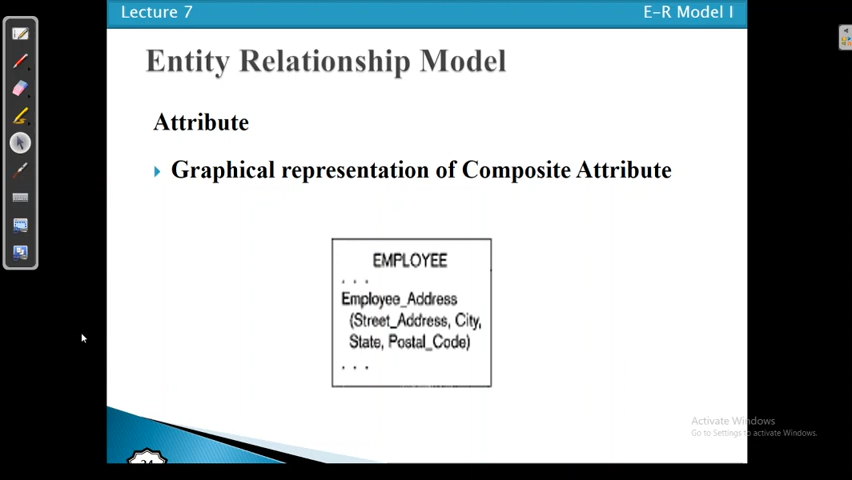 Lecture 7
E-R Model I
Entity Relationship Model
Attribute
Graphical representation of Composite Attribute
EMPLOYEE
. . .
Employee_Address
(Street_Address, City,
State, Postal_Code)
. . .
Activate Windows
Go to Settings to activate Windows.